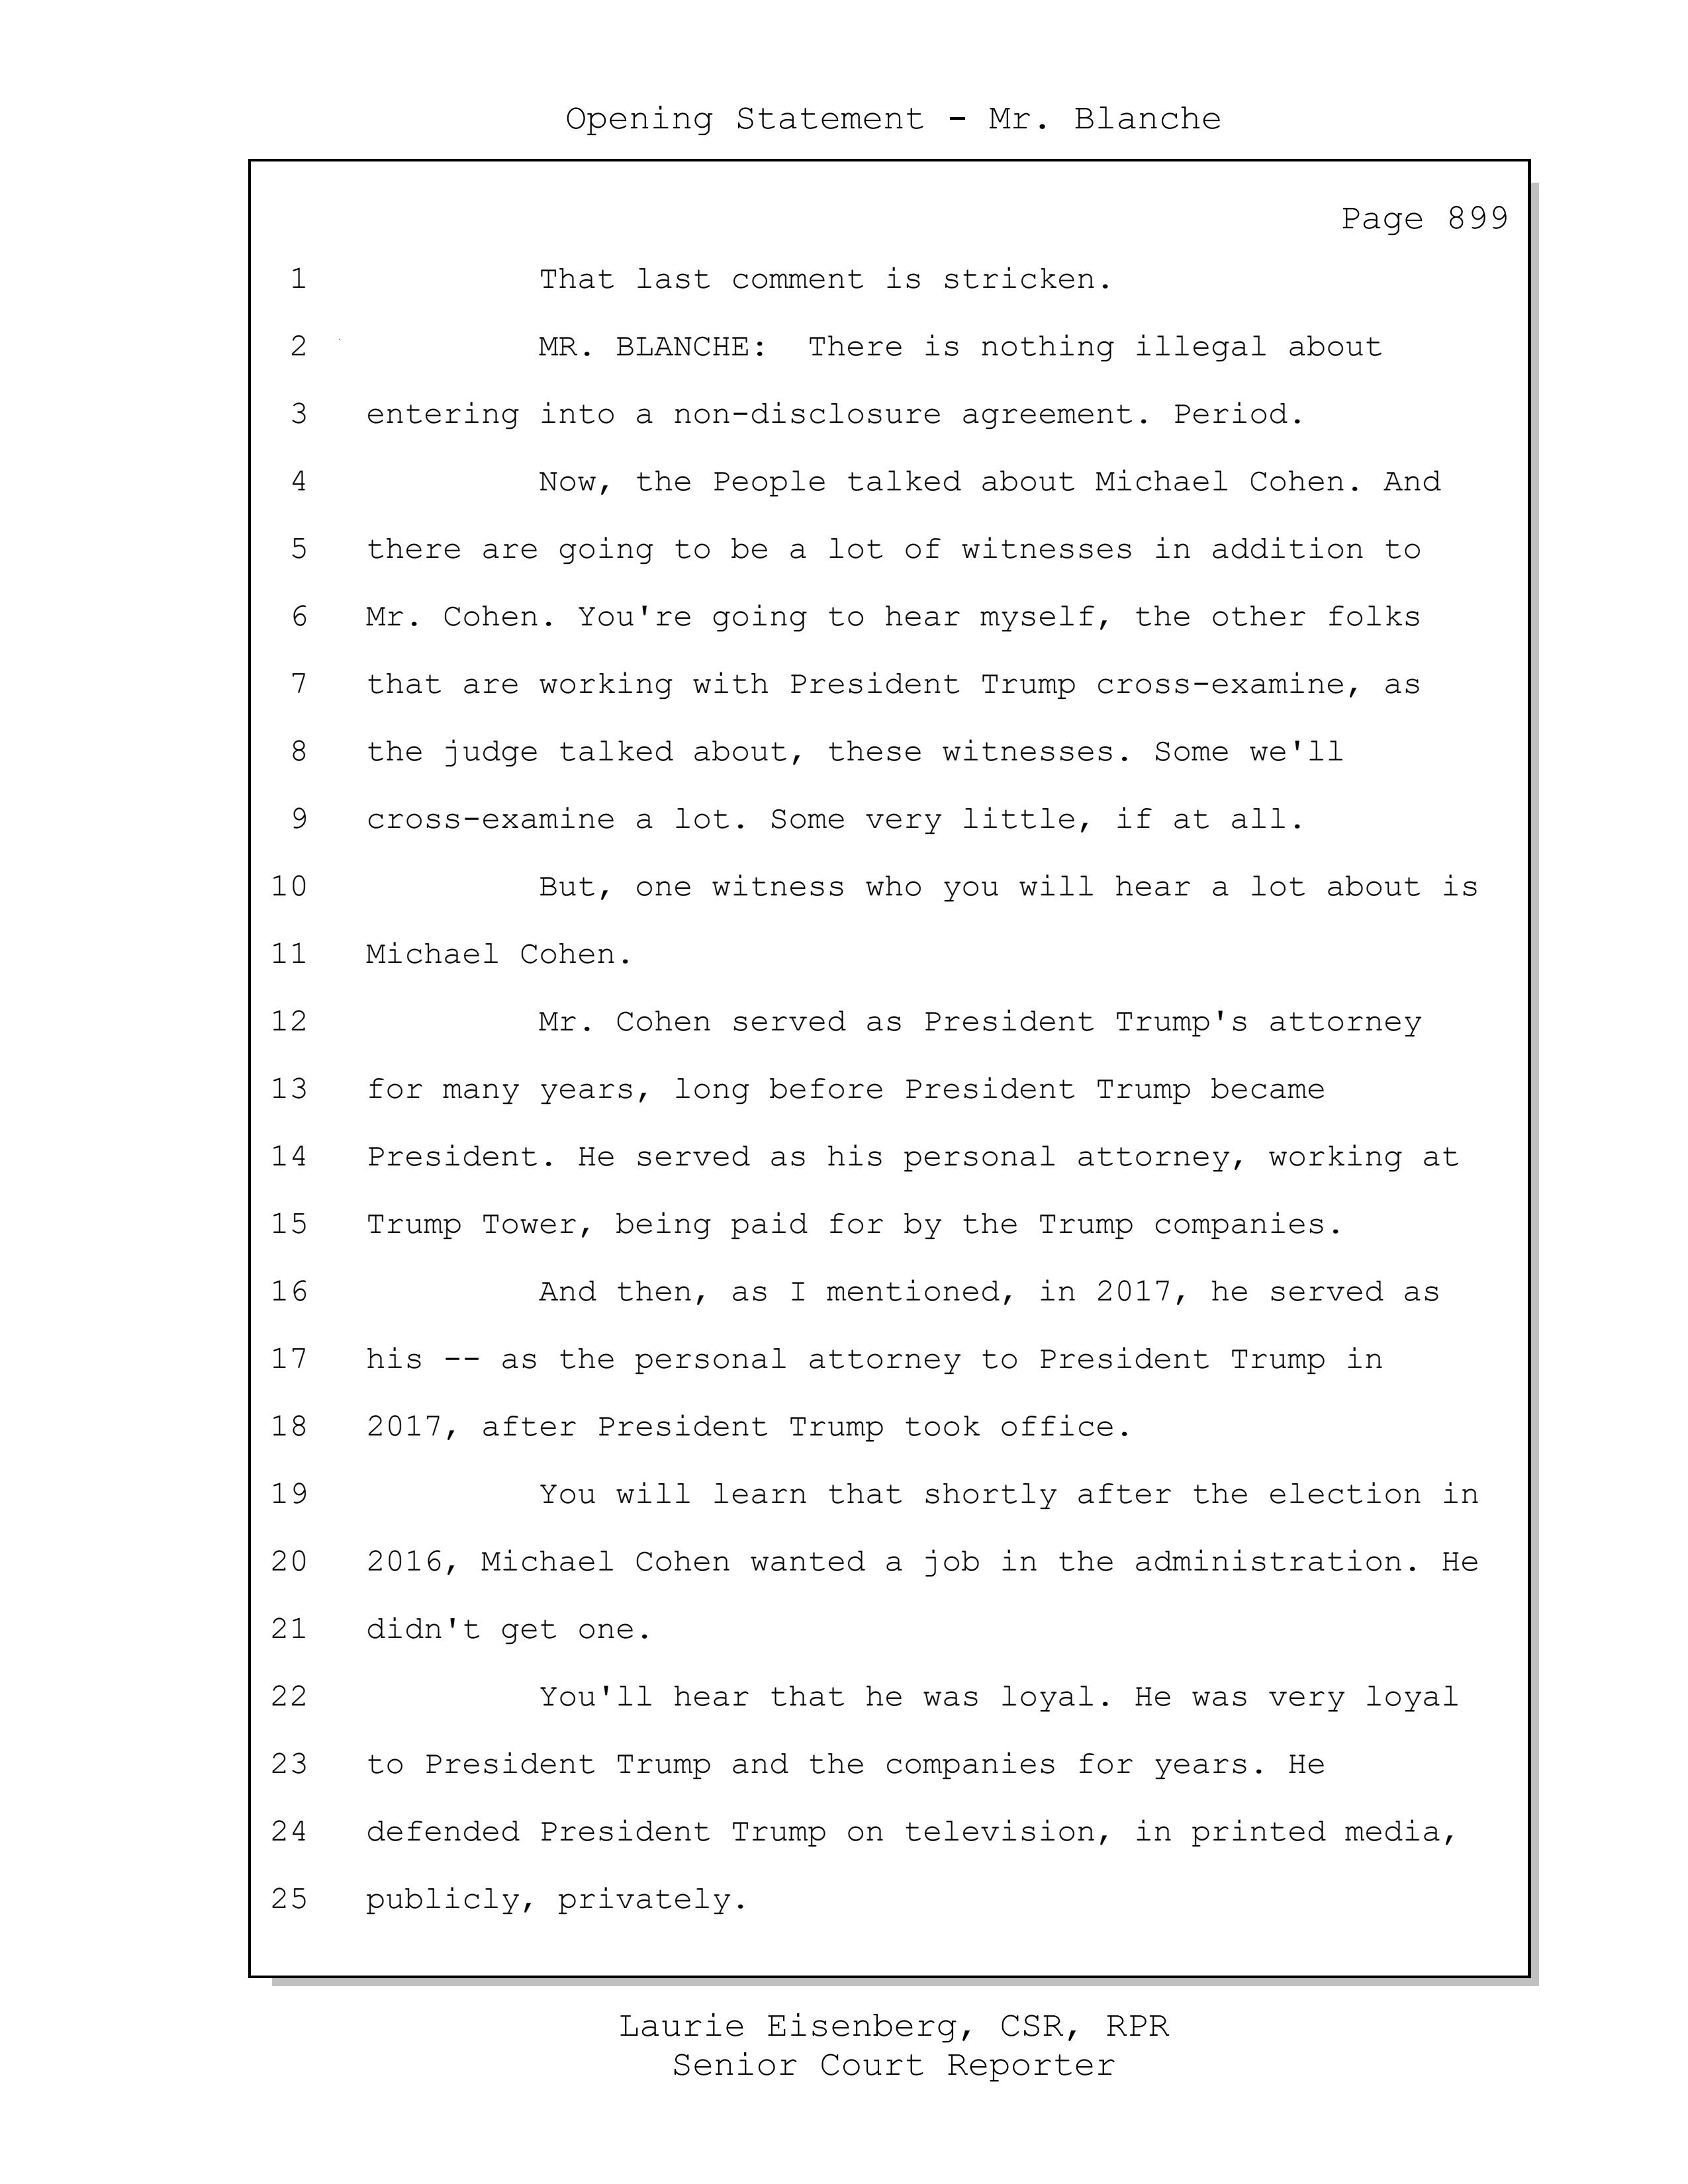 Opening Statement - Mr. Blanche
Page 899
1 That last comment is stricken.
2 MR. BLANCHE: There is nothing illegal about
3 entering into a non-disclosure agreement. Period.
4 Now, the People talked about Michael Cohen. And
5 there are going to be a lot of witnesses in addition to
6 Mr. Cohen. You're going to hear myself, the other folks
7 that are working with President Trump cross-examine, as
8 the judge talked about, these witnesses. Some we'll
9 cross-examine a lot. Some very little, if at all.
10 But, one witness who you will hear a lot about is
11 Michael Cohen.
12 Mr. Cohen served as President Trump's attorney
13 for many years, long before President Trump became
14 President. He served as his personal attorney, working at
15 Trump Tower, being paid for by the Trump companies.
16 And then, as I mentioned, in 2017, he served as
17 his -- as the personal attorney to President Trump in
18 2017, after President Trump took office.
19 You will learn that shortly after the election in
20 2016, Michael Cohen wanted a job in the administration. He
21 didn't get one.
22 You'll hear that he was loyal. He was very loyal
23 to President Trump and the companies for years. He
24 defended President Trump on television, in printed media,
25 publicly, privately.
Laurie Eisenberg, CSR, RPR
Senior Court Reporter